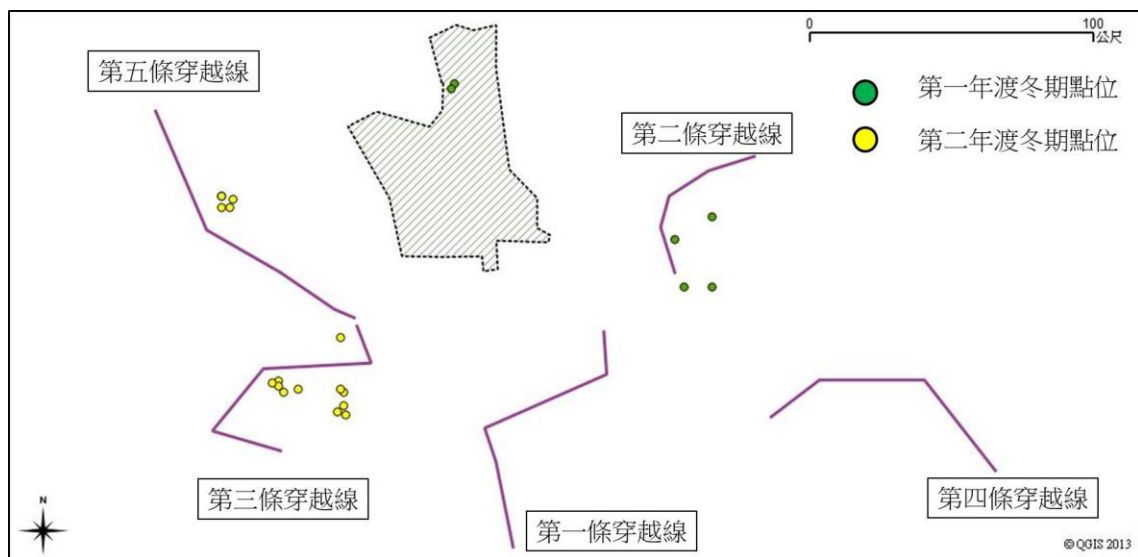 0 100
公尺
第五條穿越線
第一年渡冬期點位
第二條穿越線
第二年渡冬期點位
第三條穿越線
第四條穿越線
第一條穿越線
N
© QGIS 2013